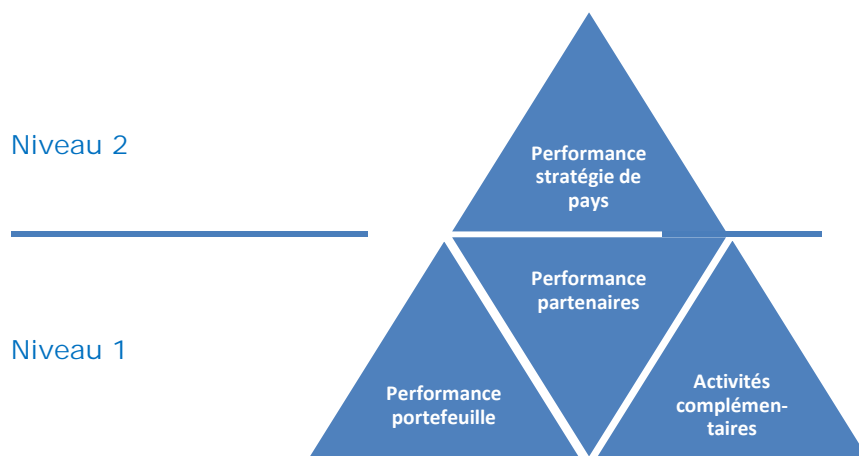 Niveau 2
Performance
stratégie de
pays
Performance
partenaires
Niveau 1
Performance
portefeuille
Activités
complémen-
taires